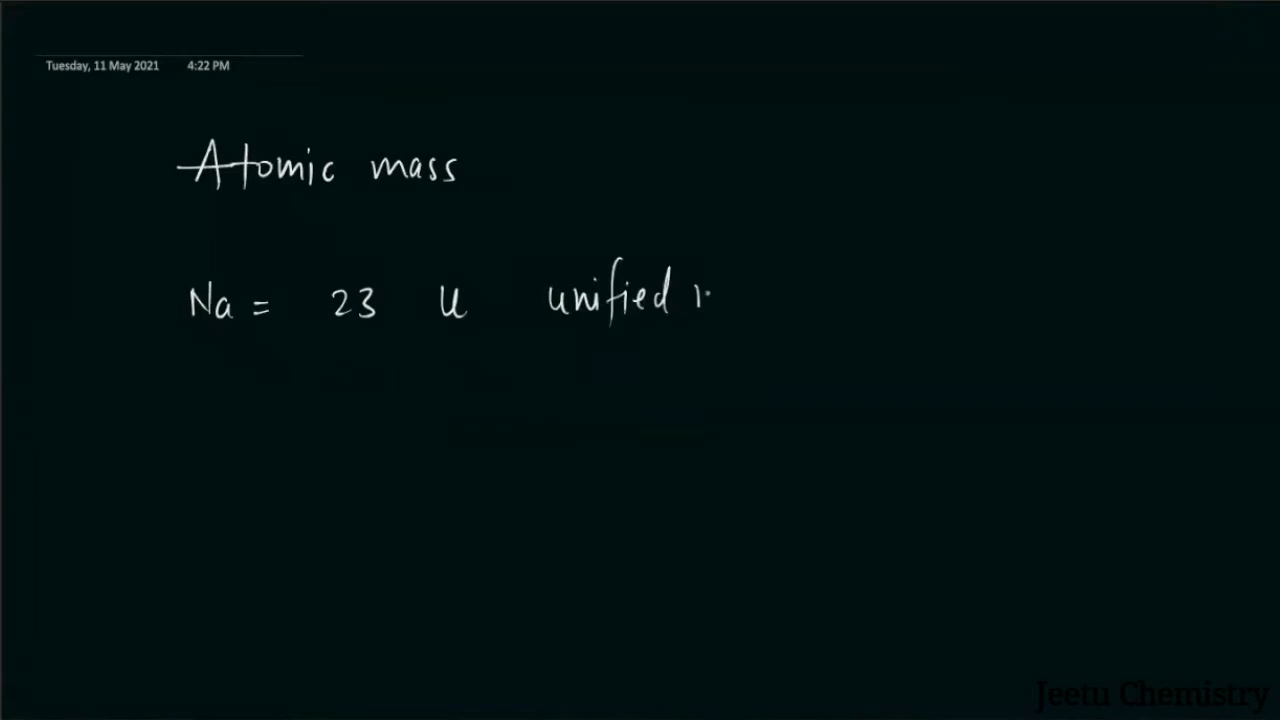 Tuesday, 11 May 2021 4:22 PM
Atomic mass
Na = 23 u unified
Jeetu Chemistry